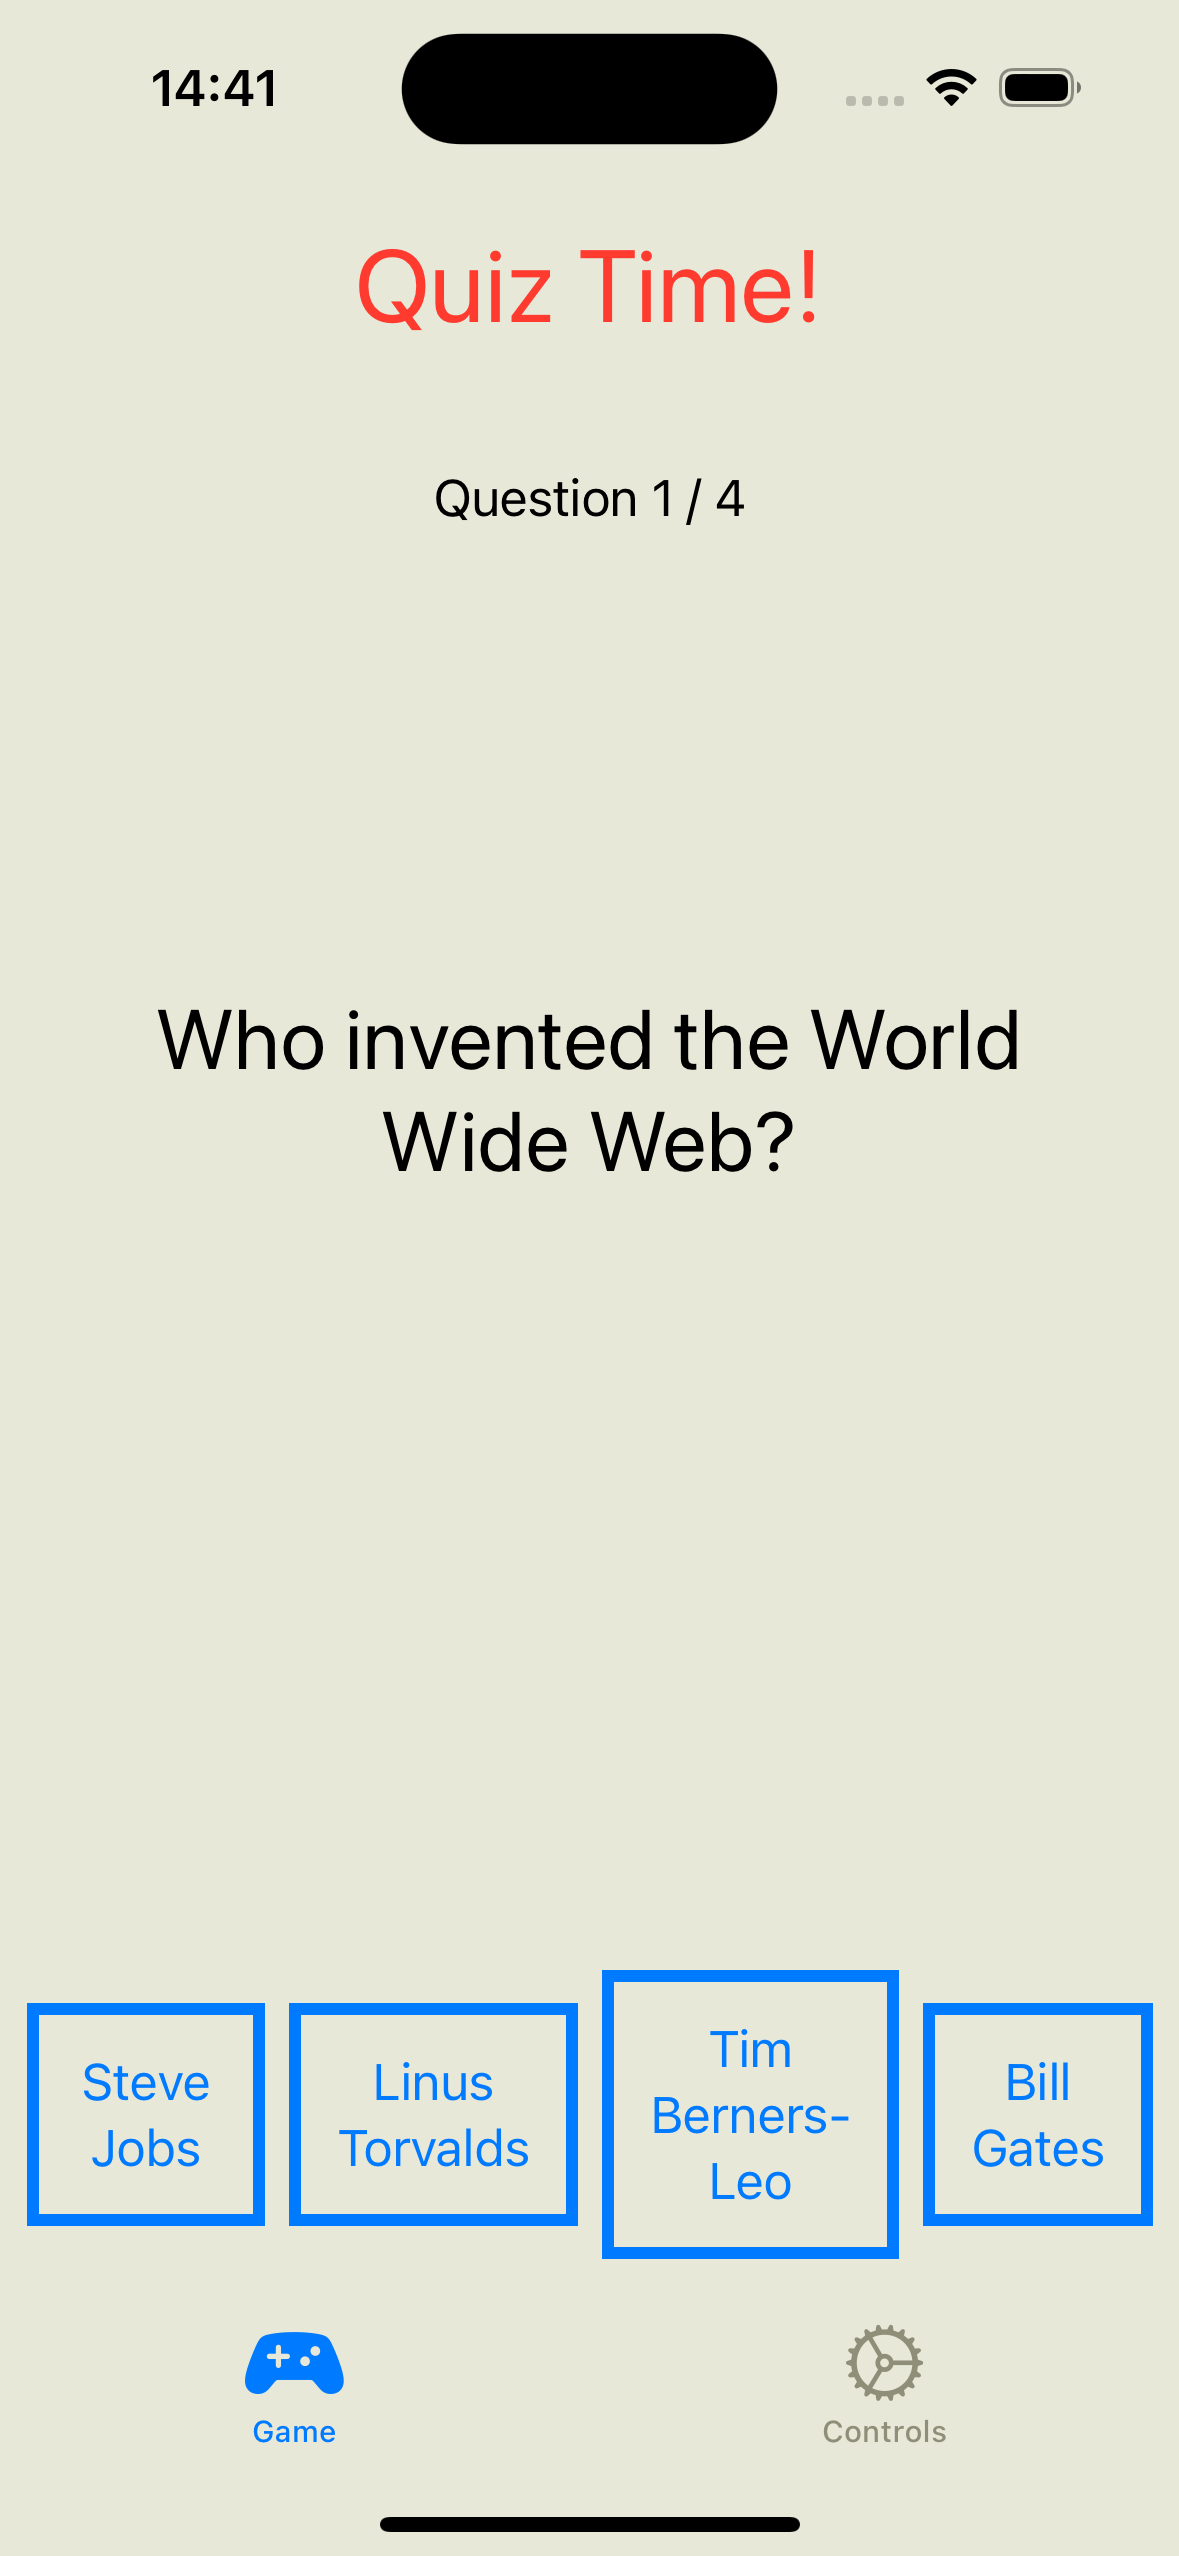 14:41
Quiz Time!
Question 1 / 4
Who invented the World
Wide Web?
Steve
Jobs
Linus
Torvalds
Tim
Berners-
Leo
Bill
Gates
Game
Controls